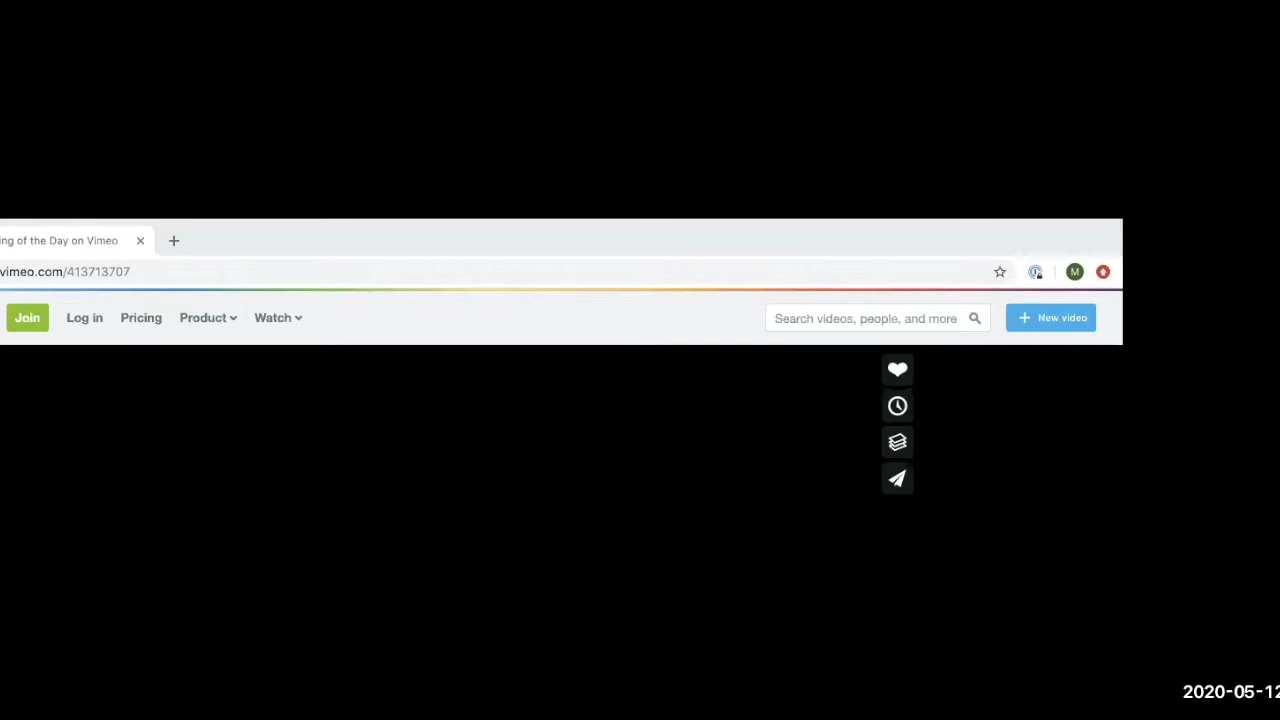 ing of the Day on Vimeo
vimeo.com/413713707
M
Join Log in Pricing Product Watch Search videos, people, and more New video
2020-05-12